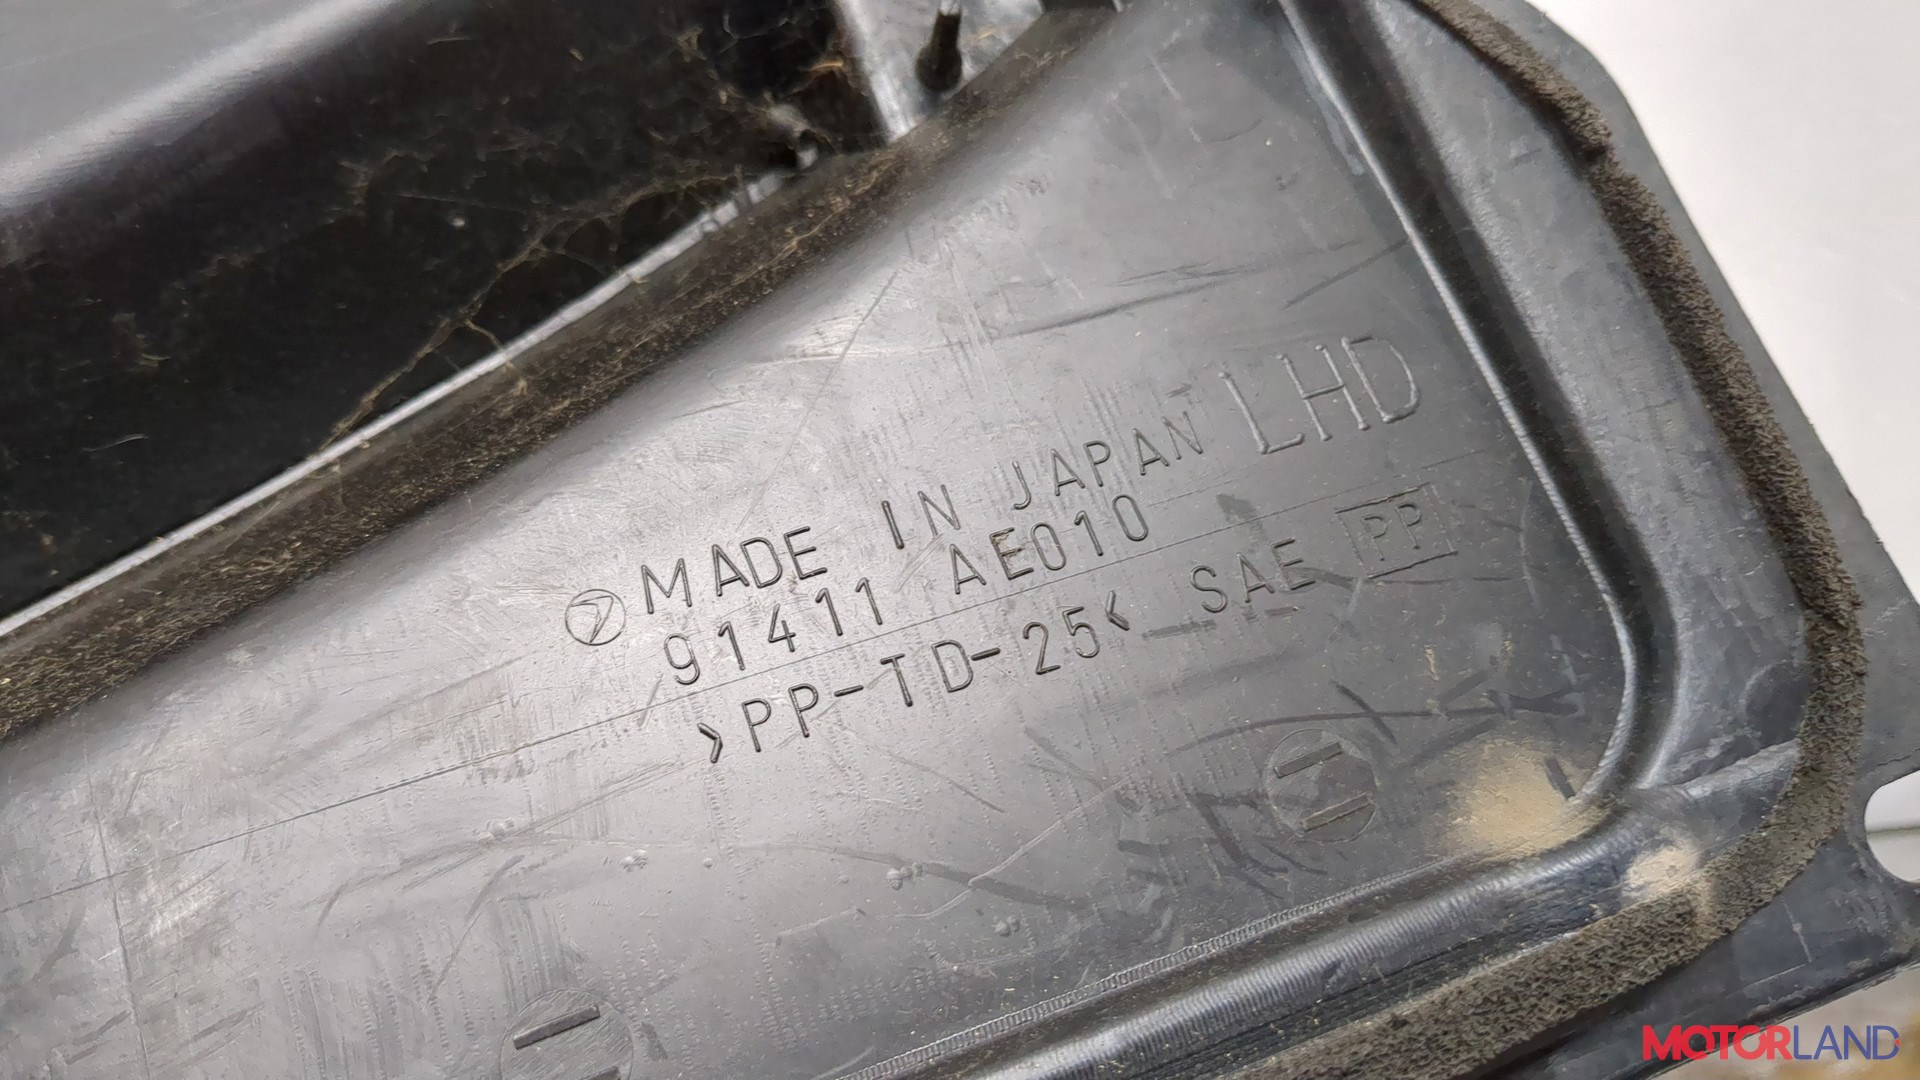 MADE IN JAPAN LHD
91411 AE010
>PP-TD-25< SAE PP
MOTORLAND